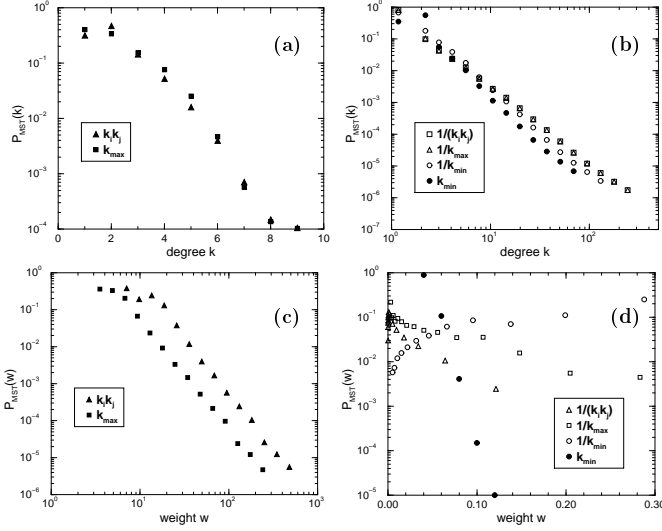 10^0
10^-1
10^-2
10^-3
10^-4
P_MST(k)
(a)
k_i k_j
k_max
0 2 4 6 8 10
degree k
10^0
10^-1
10^-2
10^-3
10^-4
10^-5
10^-6
10^-7
P_MST(k)
(b)
1/(k_i k_j)
1/k_max
1/k_min
k_min
10^0 10^1 10^2
degree k
10^0
10^-1
10^-2
10^-3
10^-4
10^-5
10^-6
P_MST(w)
(c)
k_i k_j
k_max
10^0 10^1 10^2 10^3
weight w
10^0
10^-1
10^-2
10^-3
10^-4
10^-5
P_MST(w)
(d)
1/(k_i k_j)
1/k_max
1/k_min
k_min
0.00 0.10 0.20 0.30
weight w